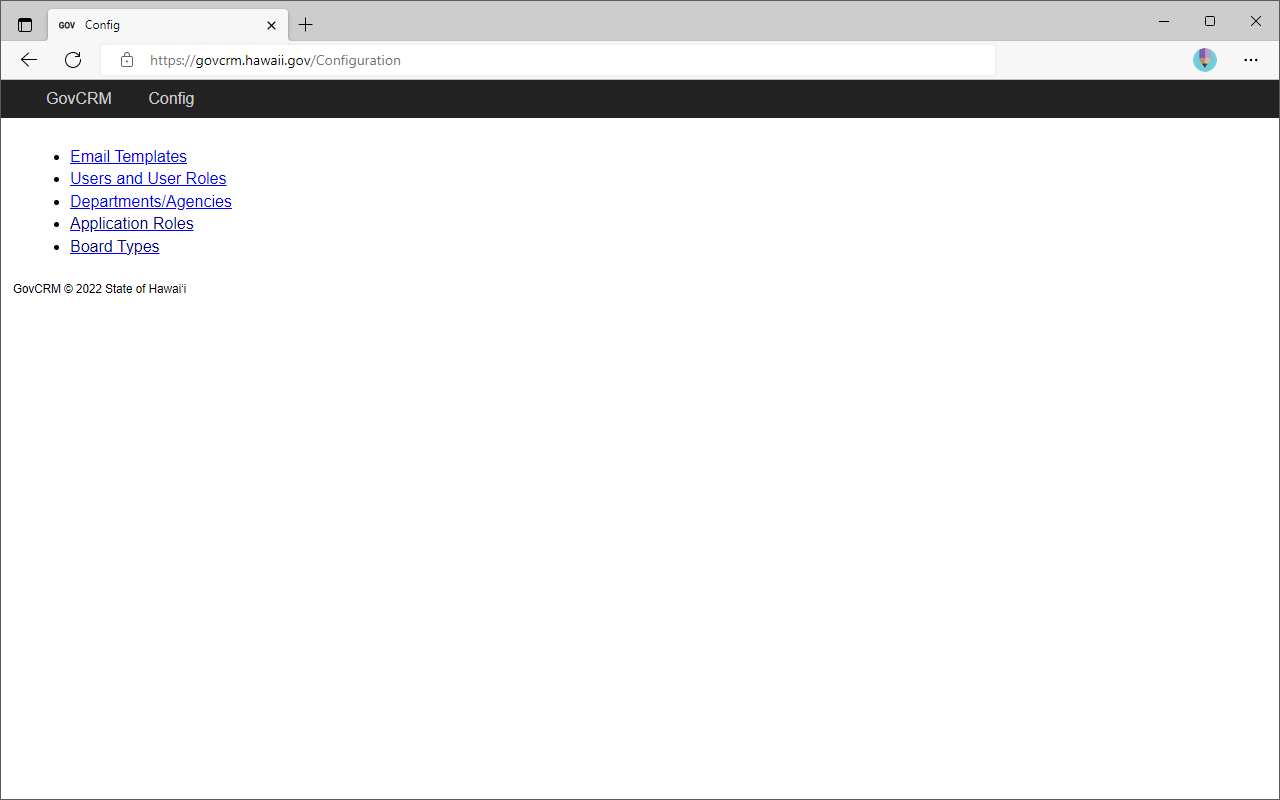 GOV Config
https://govcrm.hawaii.gov/Configuration
GovCRM Config
Email Templates
Users and User Roles
Departments/Agencies
Application Roles
Board Types
GovCRM © 2022 State of Hawaiʻi